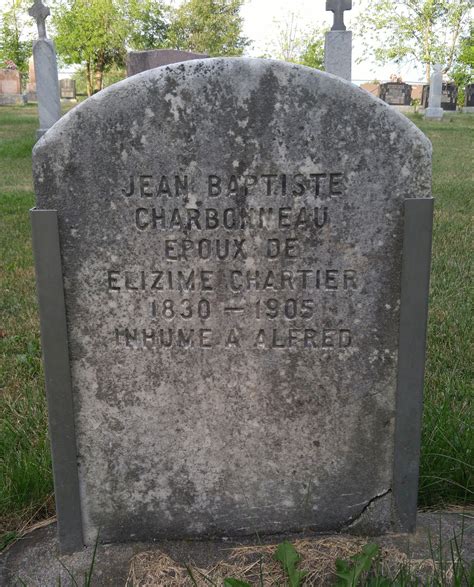 JEAN BAPTISTE
CHARBONNEAU
EPOUX DE
ELIZIME CHARTIER
1830 — 1905
INHUME A ALFRED